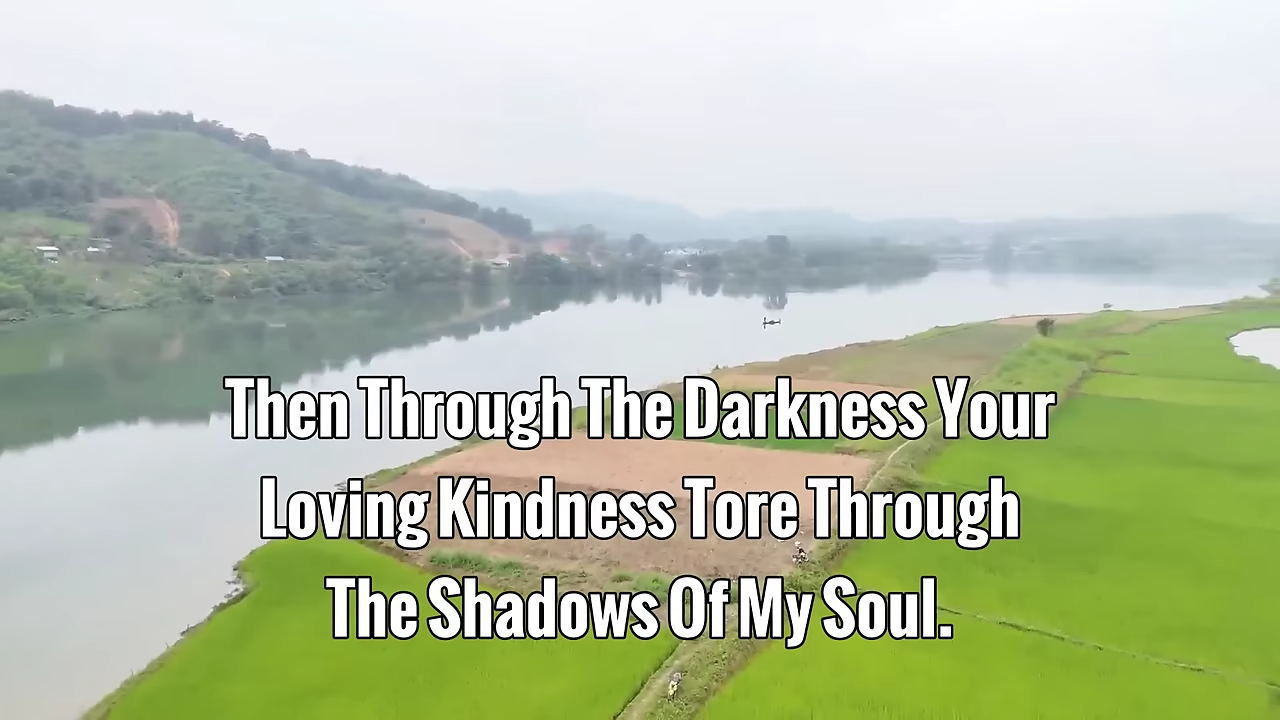 Then Through The Darkness Your
Loving Kindness Tore Through
The Shadows Of My Soul.